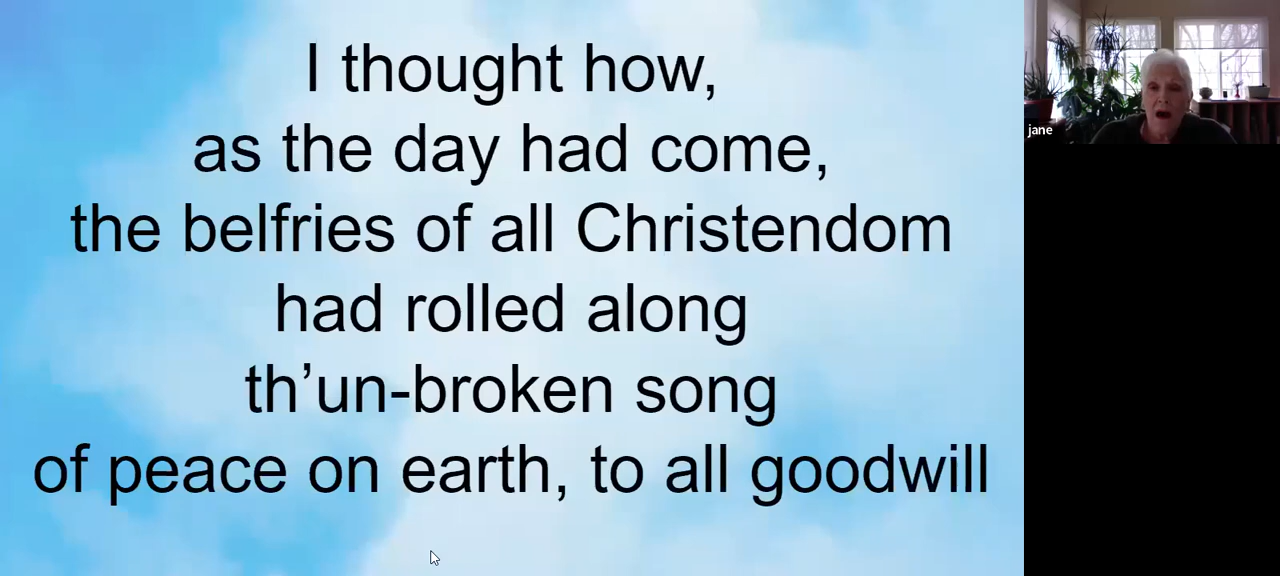 I thought how,
as the day had come,
the belfries of all Christendom
had rolled along
th’un-broken song
of peace on earth, to all goodwill
jane